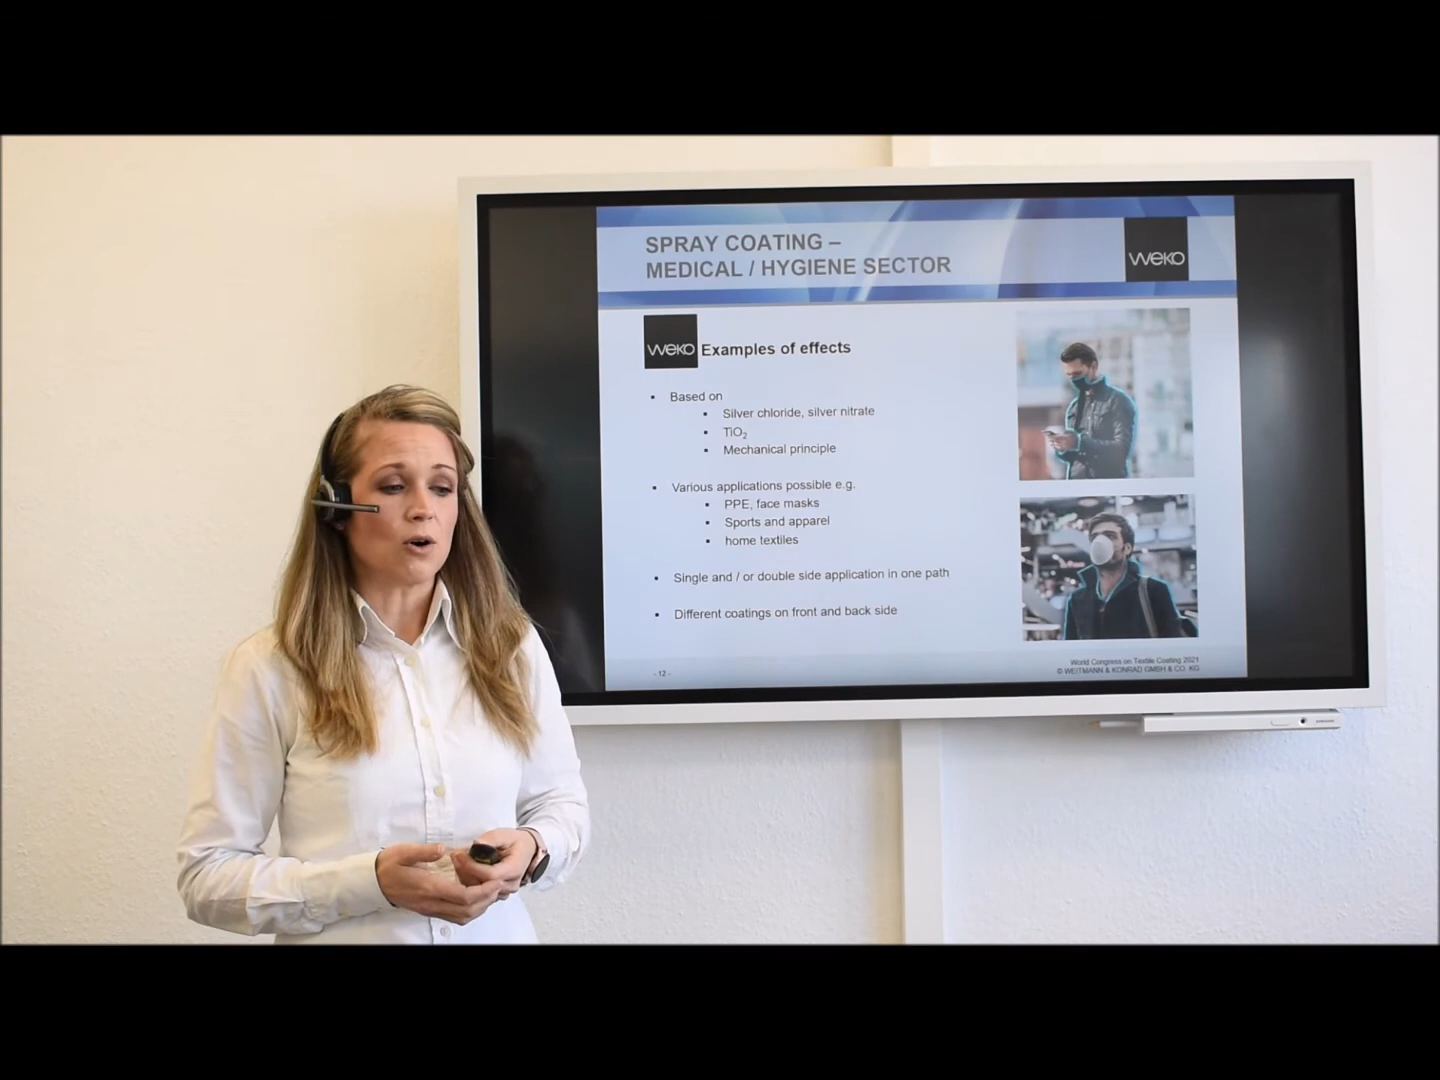 SPRAY COATING –
MEDICAL / HYGIENE SECTOR
weko
weko Examples of effects
▪ Based on
▪ Silver chloride, silver nitrate
▪ TiO₂
▪ Mechanical principle
▪ Various applications possible e.g.
▪ PPE, face masks
▪ Sports and apparel
▪ home textiles
▪ Single and / or double side application in one path
▪ Different coatings on front and back side
- 12 -
World Congress on Textile Coating 2021
© WEITMANN & KONRAD GMBH & CO. KG